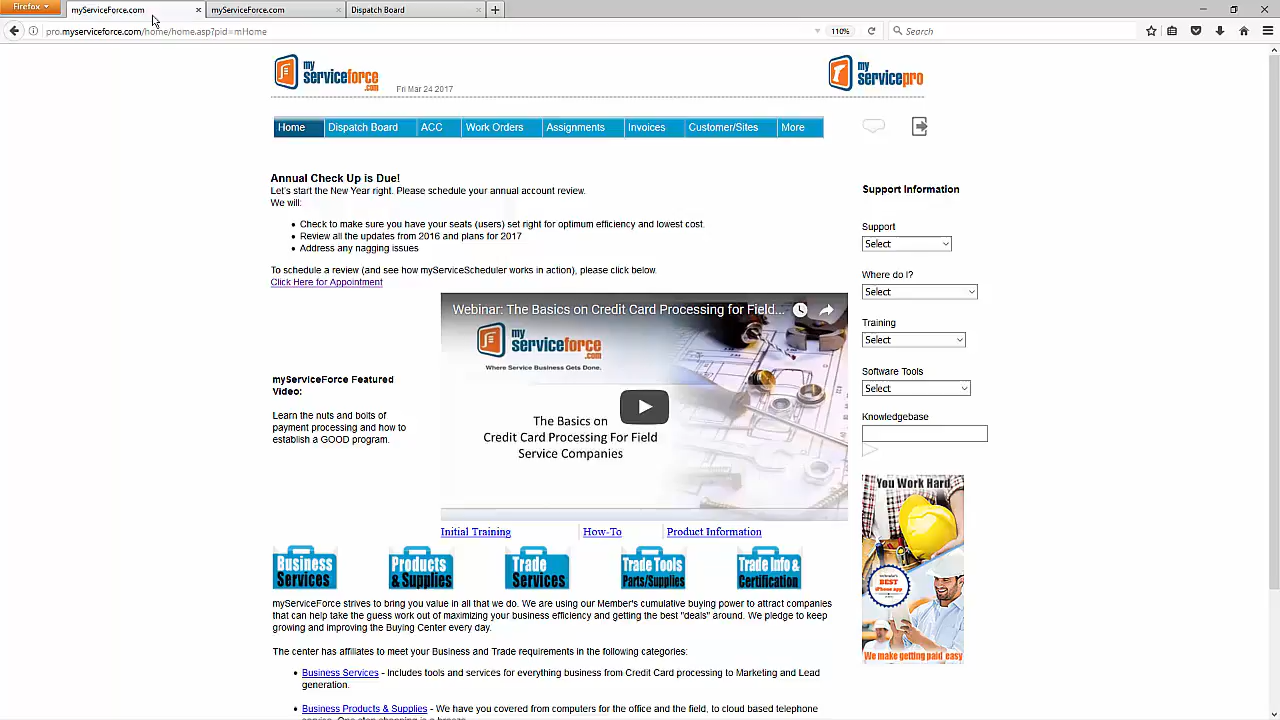 Firefox
myServiceForce.com
myServiceForce.com
Dispatch Board
pro.myserviceforce.com/home/home.asp?pid=mHome
110%
Search
my
serviceforce
.com
Fri Mar 24 2017
my
servicepro
Home
Dispatch Board
ACC
Work Orders
Assignments
Invoices
Customer/Sites
More
Annual Check Up is Due!
Let's start the New Year right. Please schedule your annual account review.
We will:
Check to make sure you have your seats (users) set right for optimum efficiency and lowest cost.
Review all the updates from 2016 and plans for 2017
Address any nagging issues
To schedule a review (and see how myServiceScheduler works in action), please click below.
Click Here for Appointment
Support Information
Support
Select
Where do I?
Select
Training
Select
Software Tools
Select
Knowledgebase
myServiceForce Featured
Video:
Learn the nuts and bolts of
payment processing and how to
establish a GOOD program.
Webinar: The Basics on Credit Card Processing for Field...
my
serviceforce
.com
Where Service Business Gets Done.
The Basics on
Credit Card Processing For Field
Service Companies
Initial Training
How-To
Product Information
Business
Services
Products
& Supplies
Trade
Services
Trade Tools
Parts/Supplies
Trade Info &
Certification
myServiceForce strives to bring you value in all that we do. We are using our Member's cumulative buying power to attract companies
that can help take the guess work out of maximizing your business efficiency and getting the best "deals" around. We pledge to keep
growing and improving the Buying Center every day.
The center has affiliates to meet your Business and Trade requirements in the following categories:
Business Services - Includes tools and services for everything business from Credit Card processing to Marketing and Lead
generation.
Business Products & Supplies - We have you covered from computers for the office and the field, to cloud based telephone
service. One stop shopping is a breeze.
You Work Hard,
BEST
iPhone app
We make getting paid easy